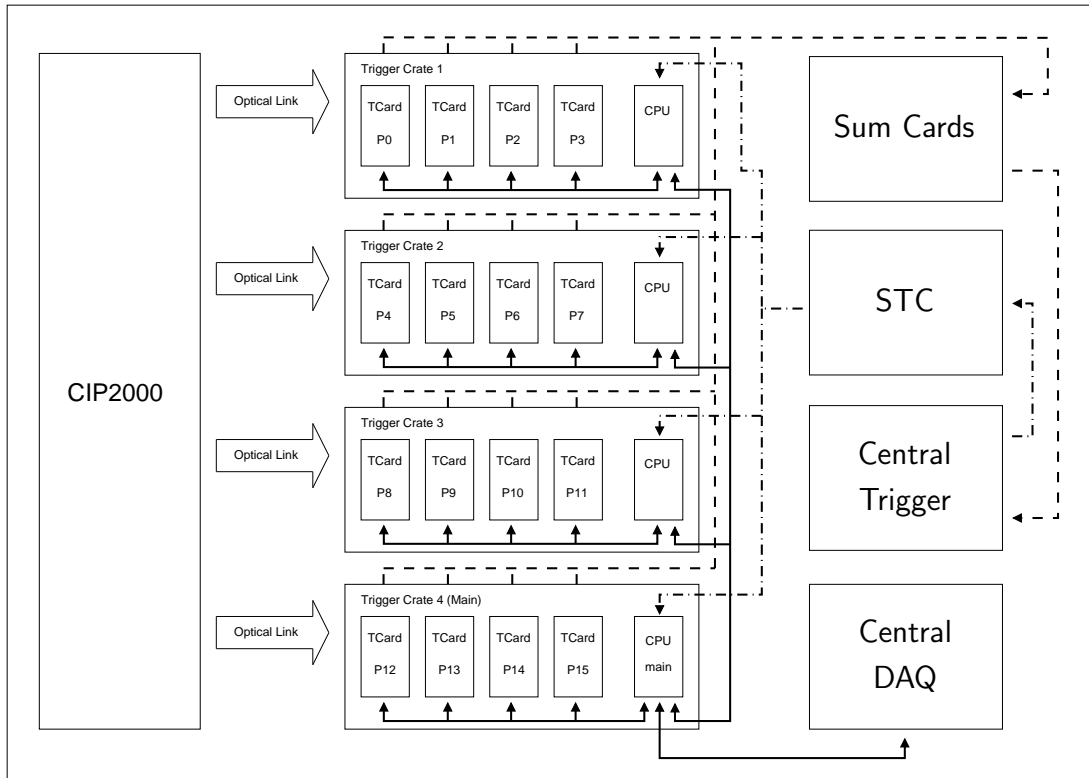 CIP2000
Optical Link
Trigger Crate 1
TCard
P0
TCard
P1
TCard
P2
TCard
P3
CPU
Optical Link
Trigger Crate 2
TCard
P4
TCard
P5
TCard
P6
TCard
P7
CPU
Optical Link
Trigger Crate 3
TCard
P8
TCard
P9
TCard
P10
TCard
P11
CPU
Optical Link
Trigger Crate 4 (Main)
TCard
P12
TCard
P13
TCard
P14
TCard
P15
CPU
main
Sum Cards
STC
Central
Trigger
Central
DAQ